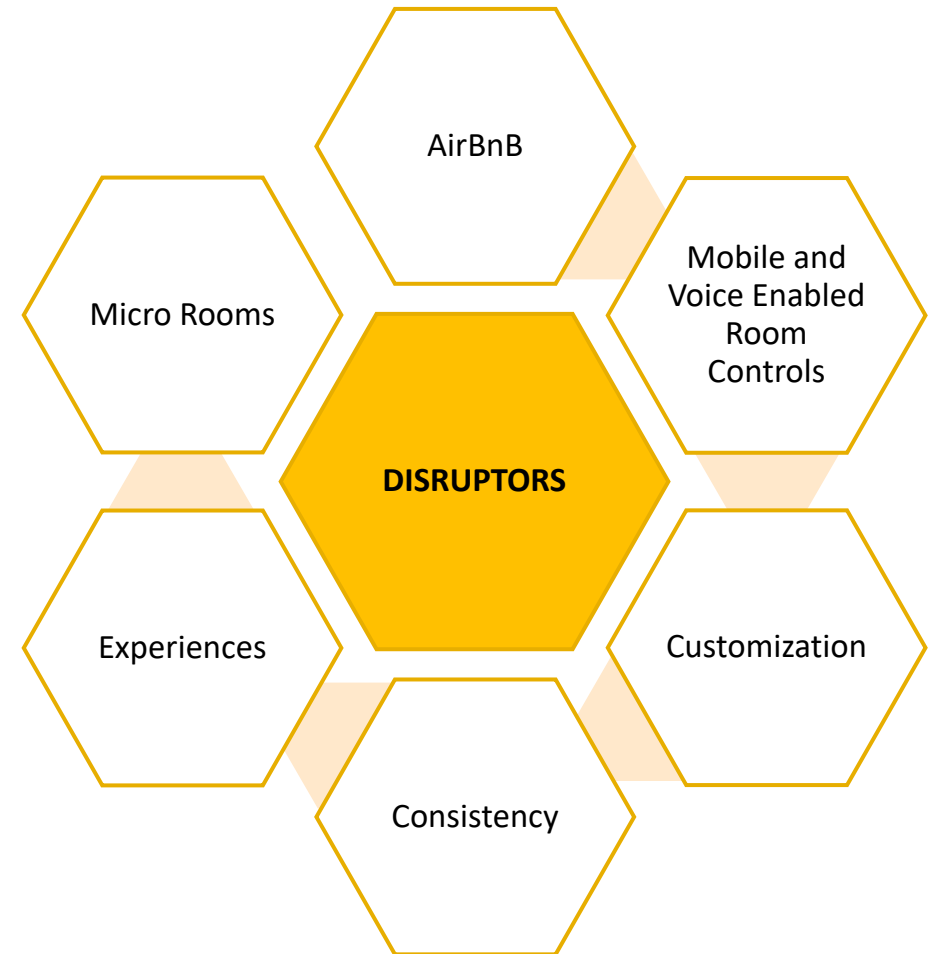 AirBnB
Mobile and
Voice Enabled
Room
Controls
Micro Rooms
DISRUPTORS
Experiences
Customization
Consistency